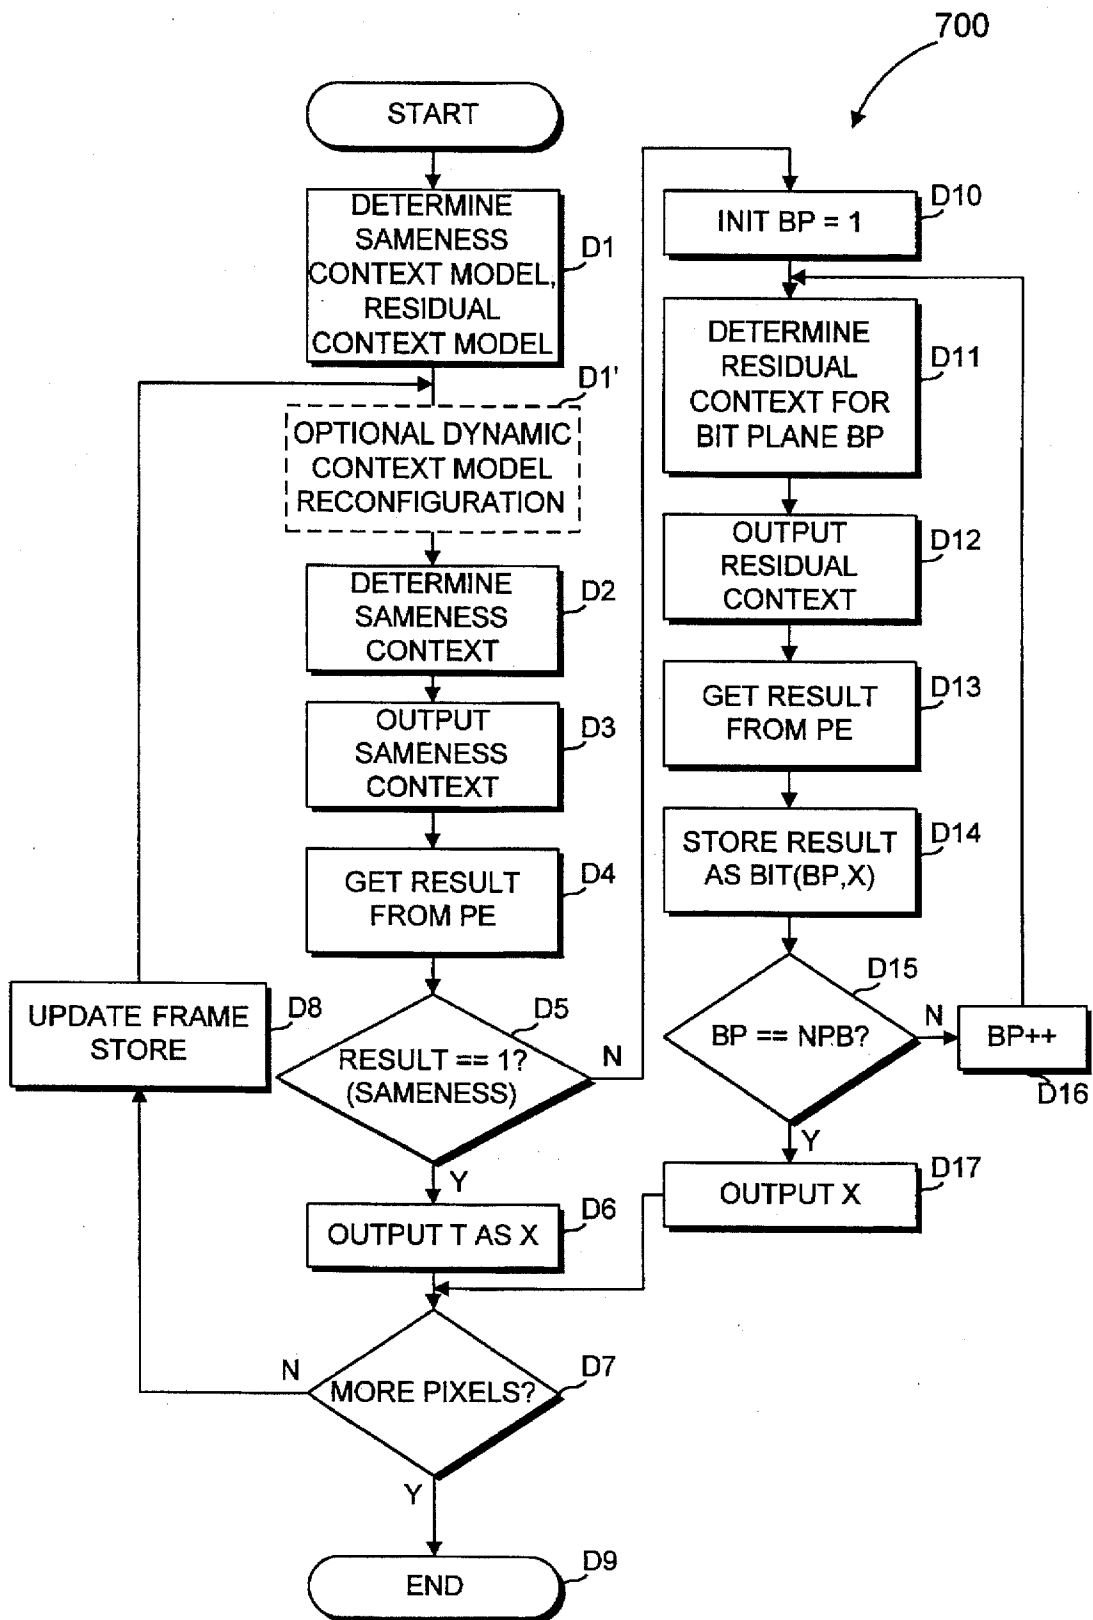 700
START
DETERMINE
SAMENESS
CONTEXT MODEL,
RESIDUAL
CONTEXT MODEL
D1
D1'
OPTIONAL DYNAMIC
CONTEXT MODEL
RECONFIGURATION
DETERMINE
SAMENESS
CONTEXT
D2
OUTPUT
SAMENESS
CONTEXT
D3
GET RESULT
FROM PE
D4
RESULT == 1?
(SAMENESS)
D5
N
Y
OUTPUT T AS X
D6
MORE PIXELS?
D7
N
Y
UPDATE FRAME
STORE
D8
END
D9
INIT BP = 1
D10
DETERMINE
RESIDUAL
CONTEXT FOR
BIT PLANE BP
D11
OUTPUT
RESIDUAL
CONTEXT
D12
GET RESULT
FROM PE
D13
STORE RESULT
AS BIT(BP,X)
D14
BP == NPB?
D15
N
Y
BP++
D16
OUTPUT X
D17